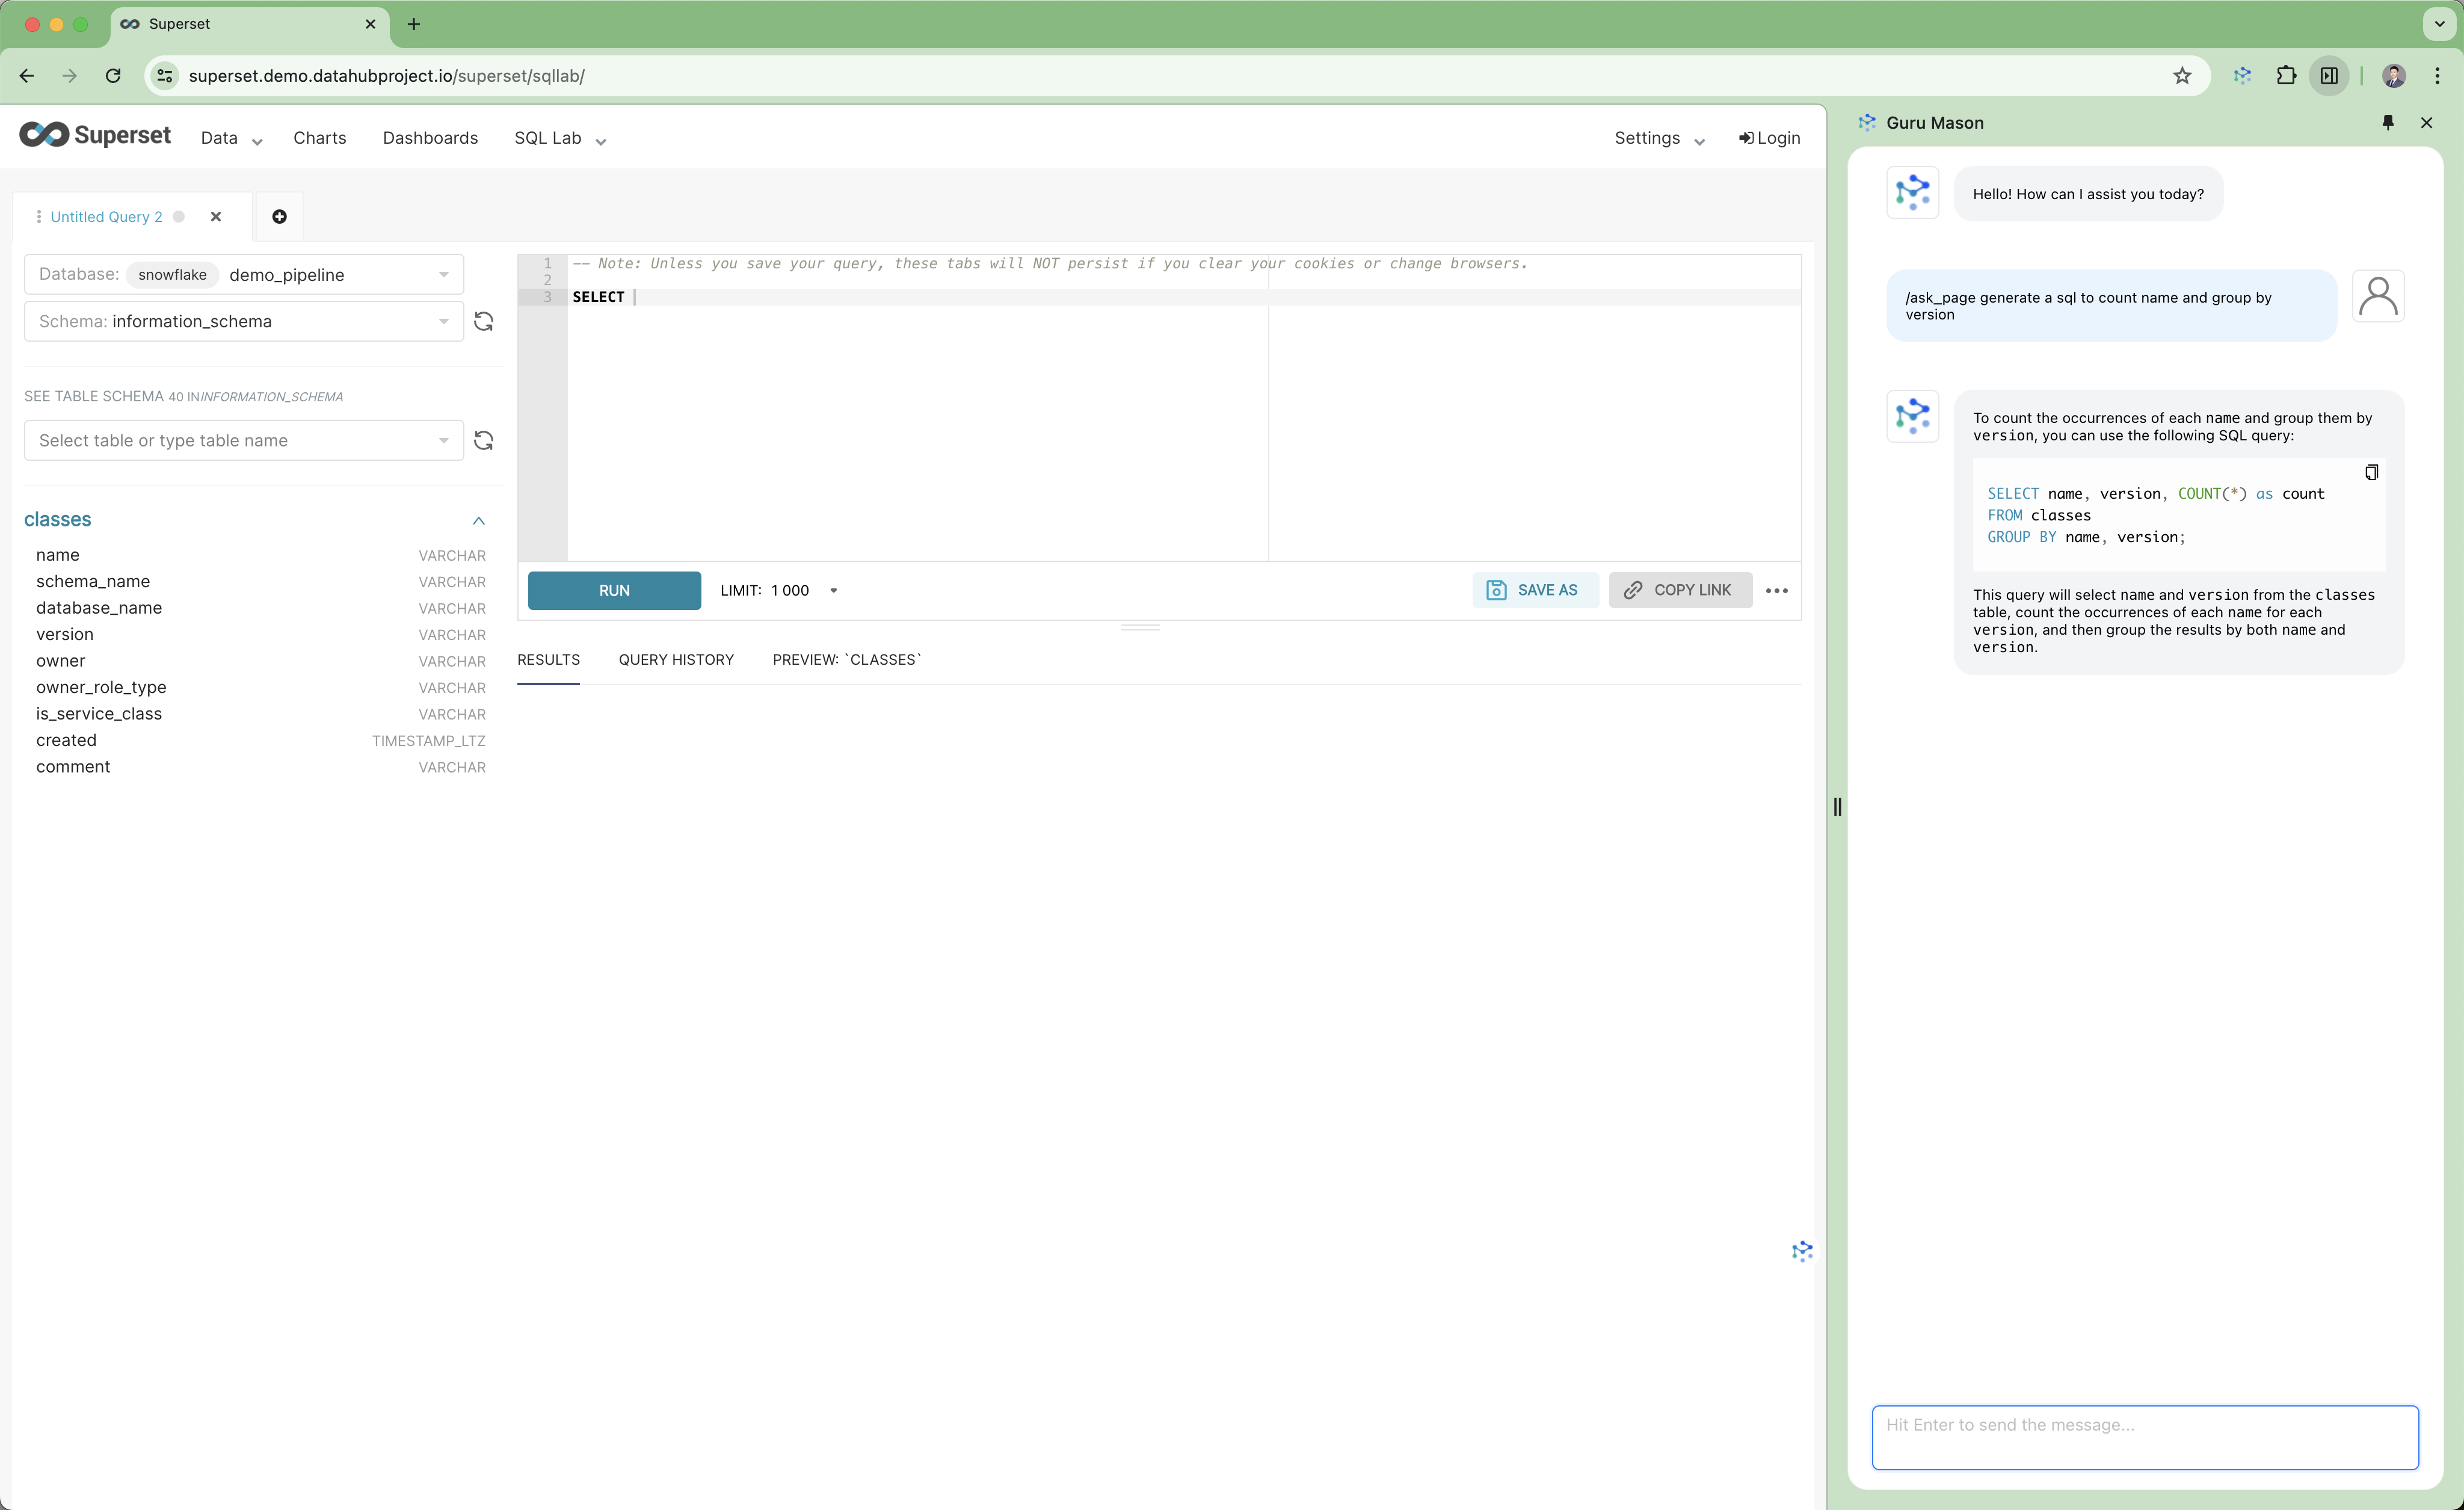 Superset
superset.demo.datahubproject.io/superset/sqllab/
Superset
Data
Charts
Dashboards
SQL Lab
Settings
Login
Untitled Query 2
Database: snowflake demo_pipeline
Schema: information_schema
SEE TABLE SCHEMA 40 IN INFORMATION_SCHEMA
Select table or type table name
classes
name VARCHAR
schema_name VARCHAR
database_name VARCHAR
version VARCHAR
owner VARCHAR
owner_role_type VARCHAR
is_service_class VARCHAR
created TIMESTAMP_LTZ
comment VARCHAR
1 -- Note: Unless you save your query, these tabs will NOT persist if you clear your cookies or change browsers.
2
3 SELECT
RUN
LIMIT: 1 000
SAVE AS
COPY LINK
RESULTS
QUERY HISTORY
PREVIEW: `CLASSES`
Guru Mason
Hello! How can I assist you today?
/ask_page generate a sql to count name and group by
version
To count the occurrences of each name and group them by
version, you can use the following SQL query:
SELECT name, version, COUNT(*) as count
FROM classes
GROUP BY name, version;
This query will select name and version from the classes
table, count the occurrences of each name for each
version, and then group the results by both name and
version.
Hit Enter to send the message...